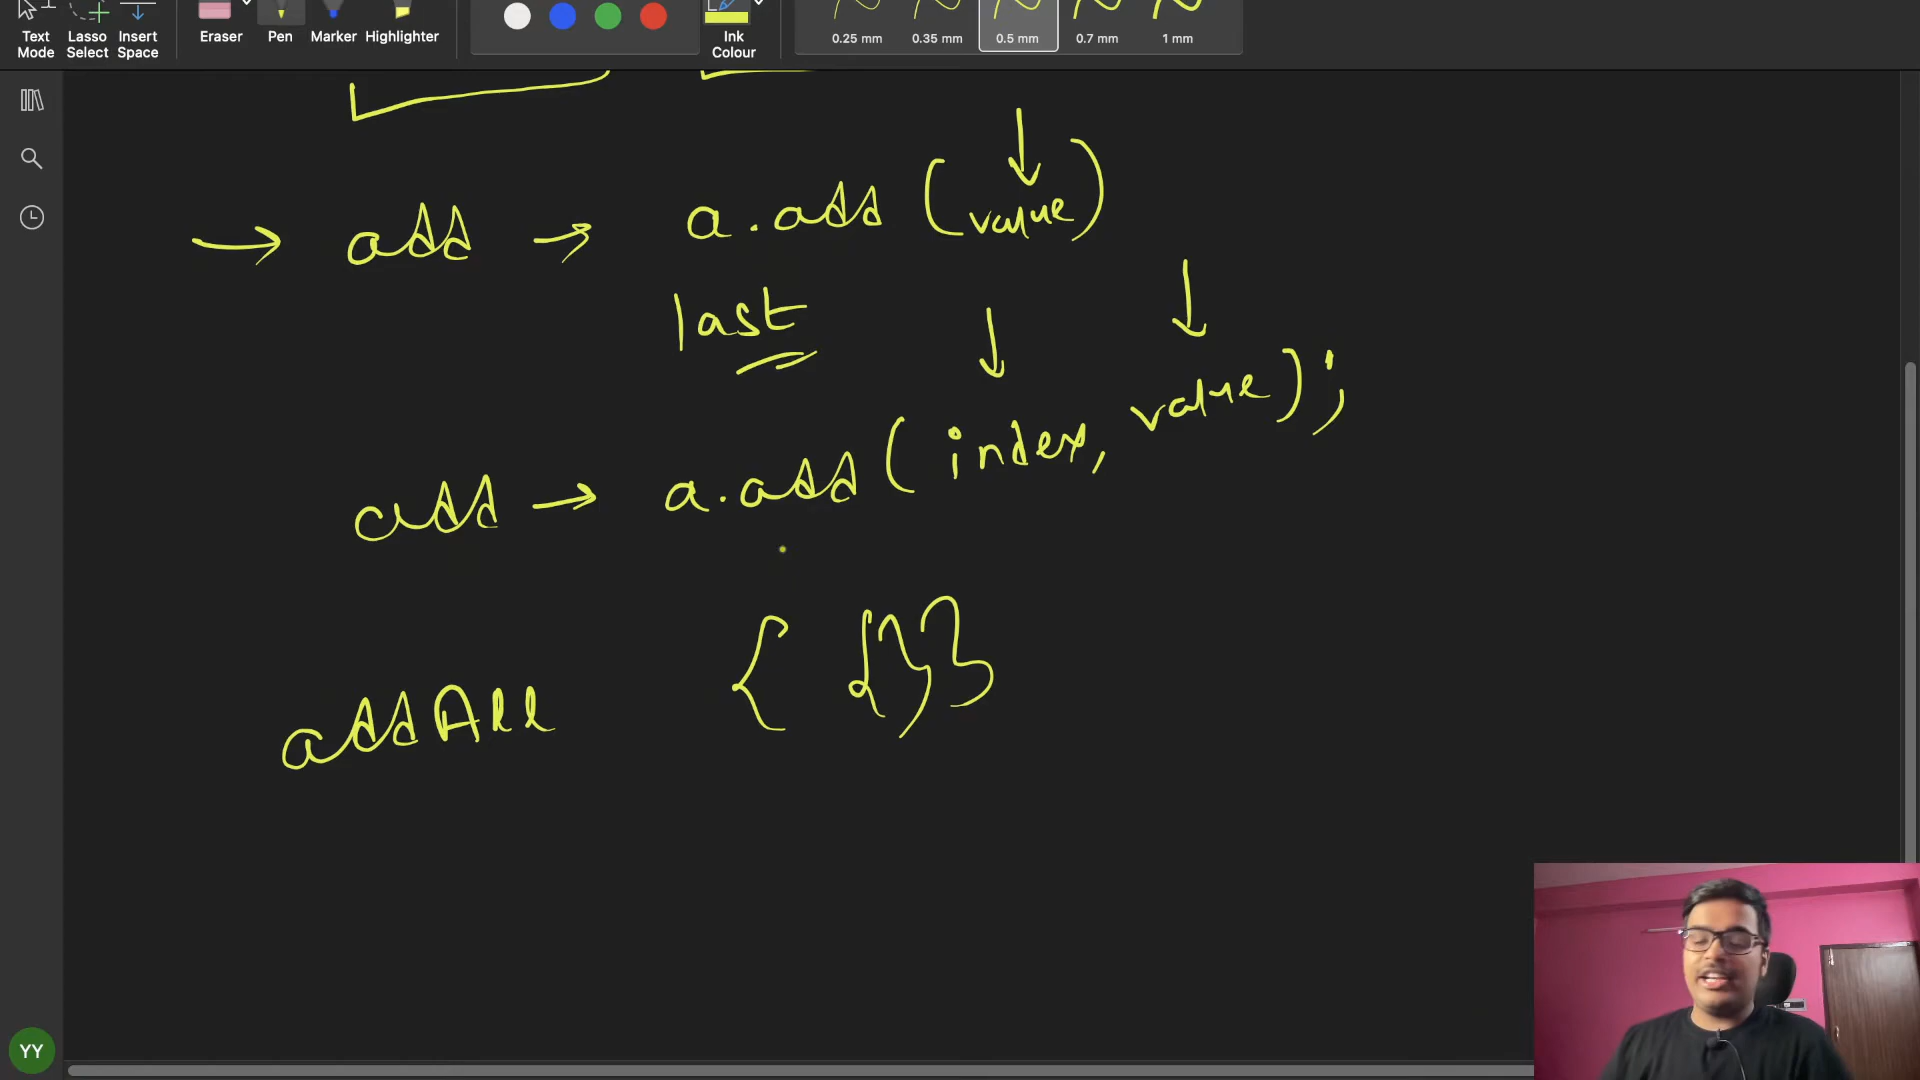 Text Mode
Lasso Select
Insert Space
Eraser
Pen
Marker
Highlighter
Ink Colour
0.25 mm
0.35 mm
0.5 mm
0.7 mm
1 mm
→ add → a.add (value)
last
add → a.add( index, value);
addAll { {}}
YY